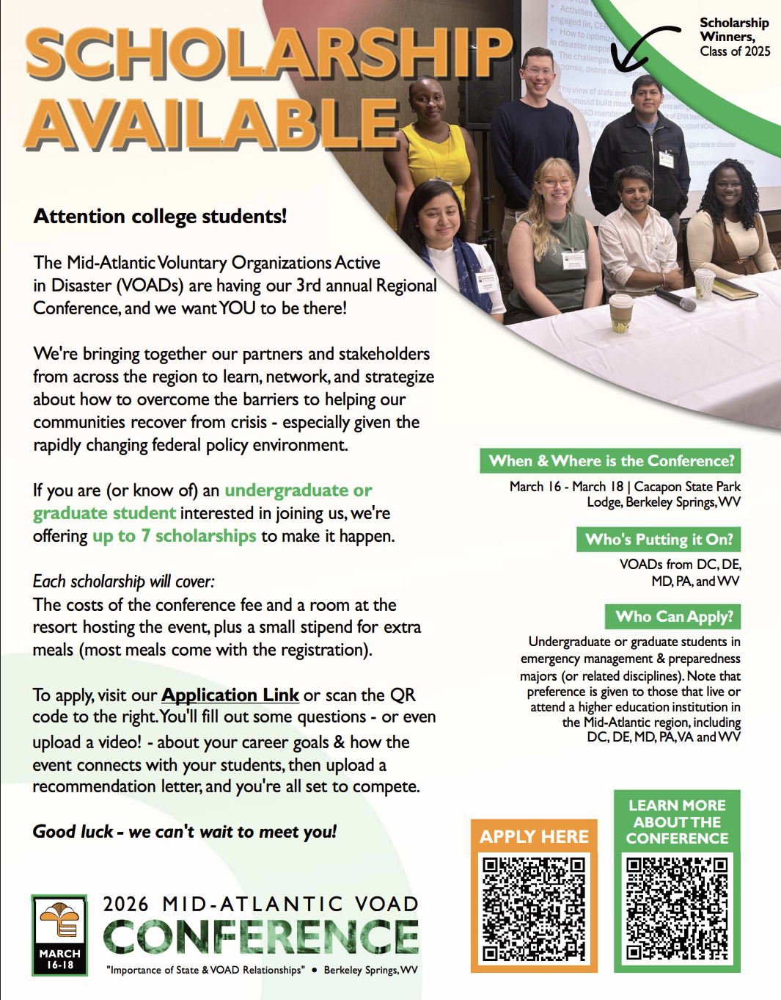 SCHOLARSHIP
AVAILABLE
Scholarship
Winners,
Class of 2025
Attention college students!
The Mid-Atlantic Voluntary Organizations Active
in Disaster (VOADs) are having our 3rd annual Regional
Conference, and we want YOU to be there!
We're bringing together our partners and stakeholders
from across the region to learn, network, and strategize
about how to overcome the barriers to helping our
communities recover from crisis - especially given the
rapidly changing federal policy environment.
If you are (or know of) an undergraduate or
graduate student interested in joining us, we're
offering up to 7 scholarships to make it happen.
Each scholarship will cover:
The costs of the conference fee and a room at the
resort hosting the event, plus a small stipend for extra
meals (most meals come with the registration).
To apply, visit our Application Link or scan the QR
code to the right. You'll fill out some questions - or even
upload a video! - about your career goals & how the
event connects with your students, then upload a
recommendation letter, and you're all set to compete.
Good luck - we can't wait to meet you!
When & Where is the Conference?
March 16 - March 18 | Cacapon State Park
Lodge, Berkeley Springs, WV
Who's Putting it On?
VOADs from DC, DE,
MD, PA, and WV
Who Can Apply?
Undergraduate or graduate students in
emergency management & preparedness
majors (or related disciplines). Note that
preference is given to those that live or
attend a higher education institution in
the Mid-Atlantic region, including
DC, DE, MD, PA, VA and WV
APPLY HERE
LEARN MORE
ABOUT THE
CONFERENCE
MARCH
16-18
2026 MID-ATLANTIC VOAD
CONFERENCE
"Importance of State & VOAD Relationships" • Berkeley Springs, WV